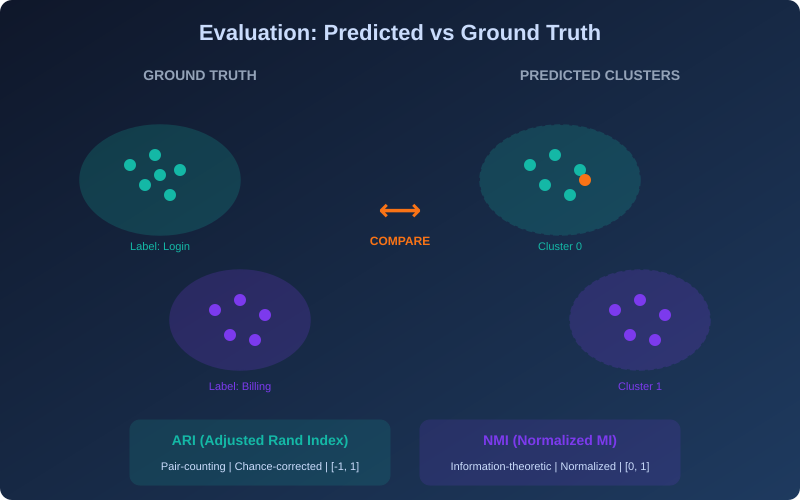 Evaluation: Predicted vs Ground Truth
GROUND TRUTH
PREDICTED CLUSTERS
COMPARE
Label: Login
Cluster 0
Label: Billing
Cluster 1
ARI (Adjusted Rand Index)
Pair-counting | Chance-corrected | [-1, 1]
NMI (Normalized MI)
Information-theoretic | Normalized | [0, 1]